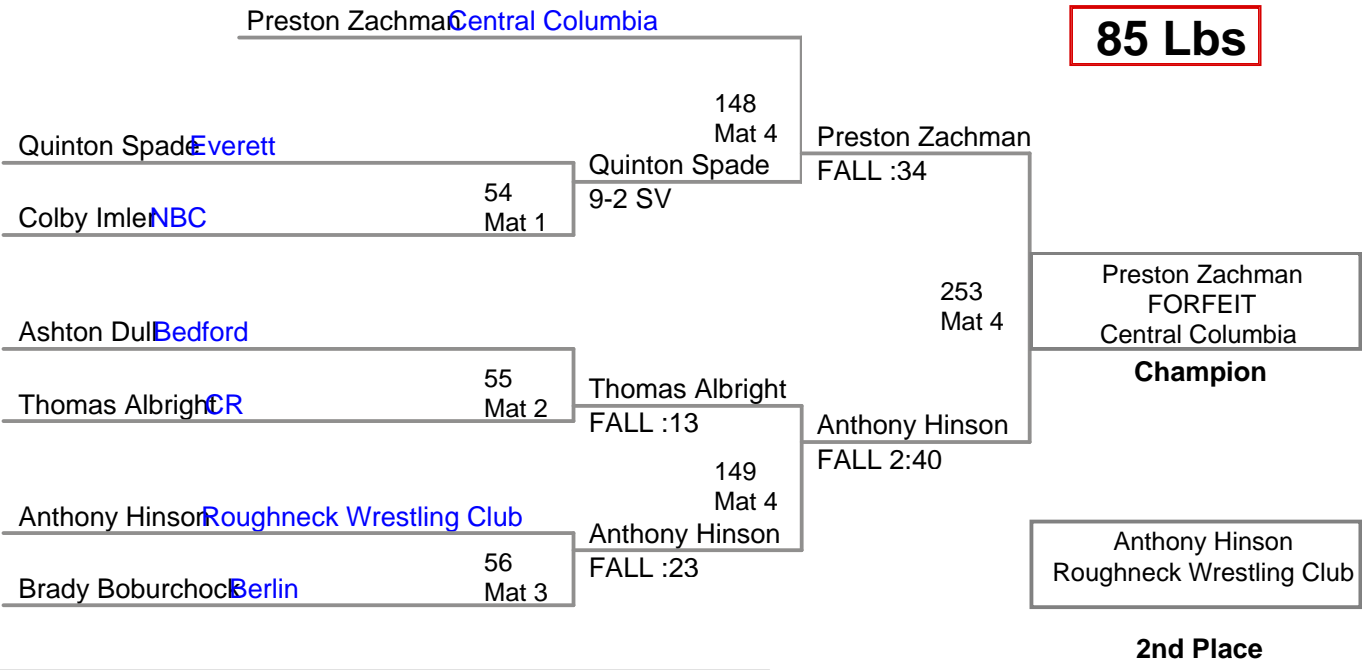 Preston Zachman Central Columbia
85 Lbs
148
Mat 4
Preston Zachman
FALL :34
Quinton Spade Everett
Quinton Spade
9-2 SV
54
Mat 1
Colby Imler NBC
253
Mat 4
Preston Zachman
FORFEIT
Central Columbia
Champion
Ashton Dull Bedford
55
Mat 2
Thomas Albright CR
Thomas Albright
FALL :13
Anthony Hinson
FALL 2:40
149
Mat 4
Anthony Hinson Roughneck Wrestling Club
Anthony Hinson
FALL :23
56
Mat 3
Brady Boburchock Berlin
Anthony Hinson
Roughneck Wrestling Club
2nd Place